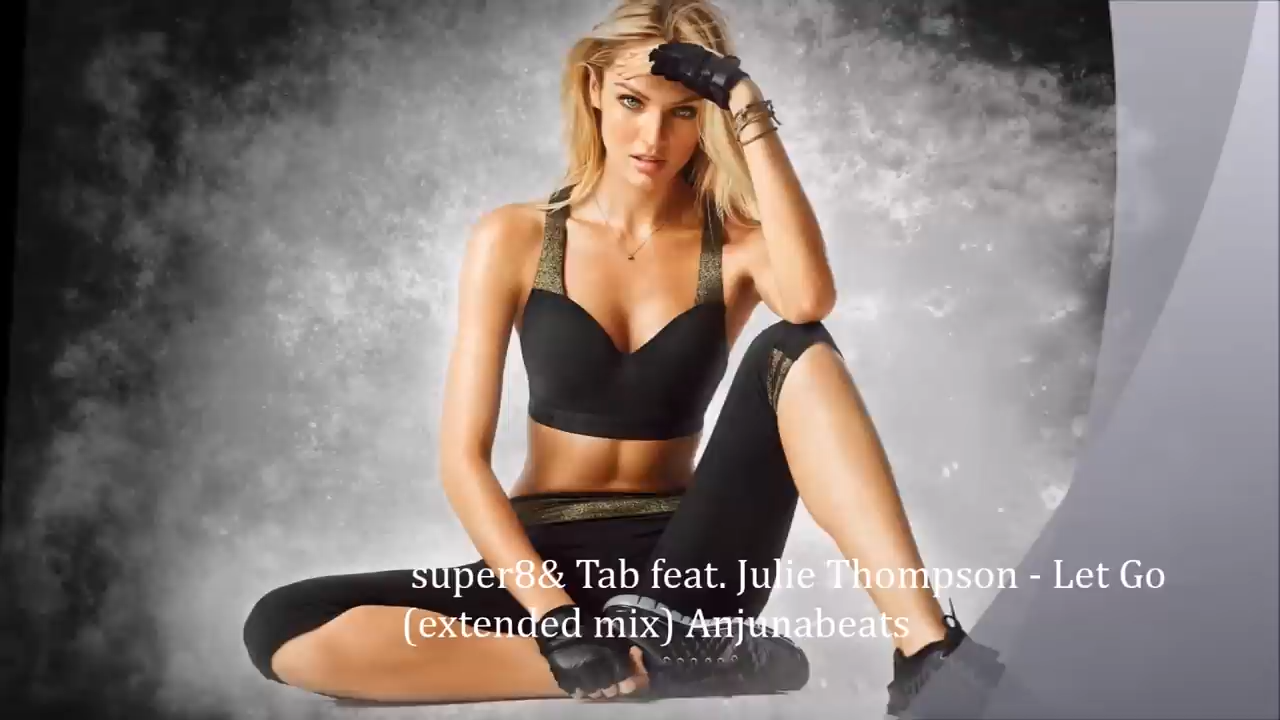 super8& Tab feat. Julie Thompson - Let Go
(extended mix) Anjunabeats